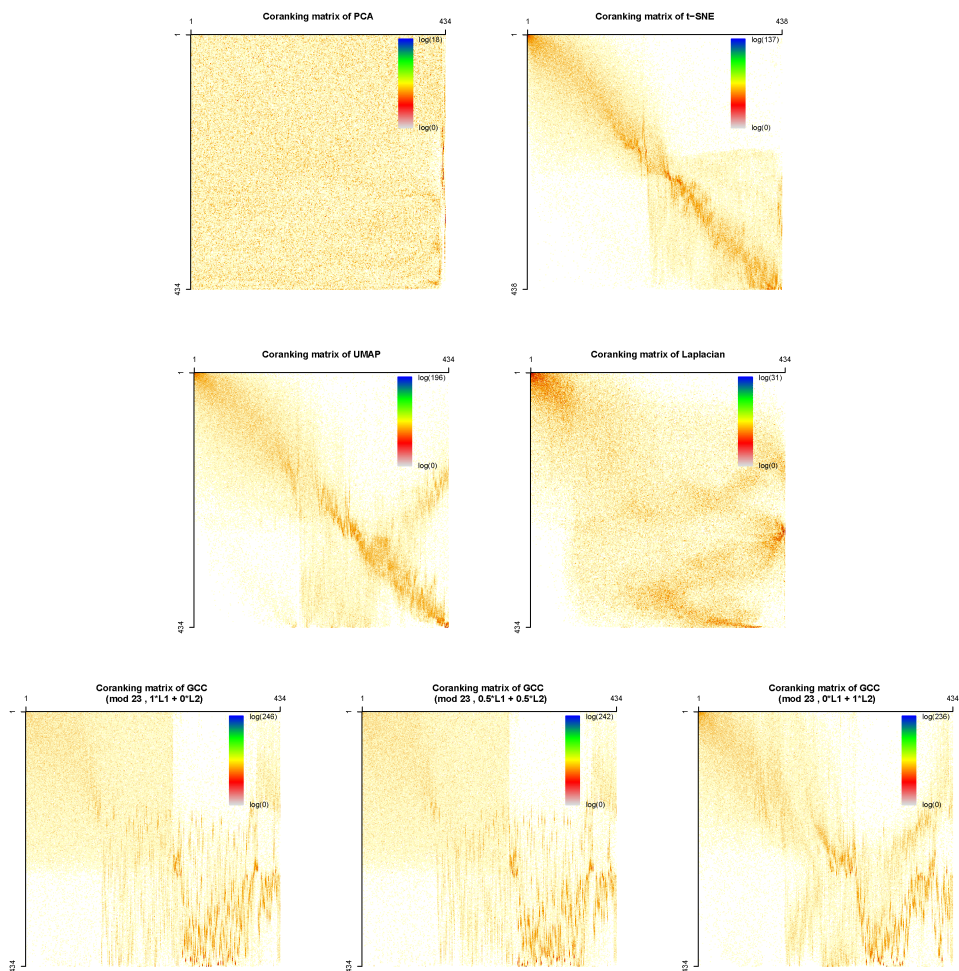 Coranking matrix of PCA
1
434
1
434
log(18)
log(0)
Coranking matrix of t−SNE
1
438
1
438
log(137)
log(0)
Coranking matrix of UMAP
1
434
1
434
log(196)
log(0)
Coranking matrix of Laplacian
1
434
1
434
log(31)
log(0)
Coranking matrix of GCC
(mod 23 , 1*L1 + 0*L2)
1
434
1
434
log(246)
log(0)
Coranking matrix of GCC
(mod 23 , 0.5*L1 + 0.5*L2)
1
434
1
434
log(242)
log(0)
Coranking matrix of GCC
(mod 23 , 0*L1 + 1*L2)
1
434
1
434
log(236)
log(0)